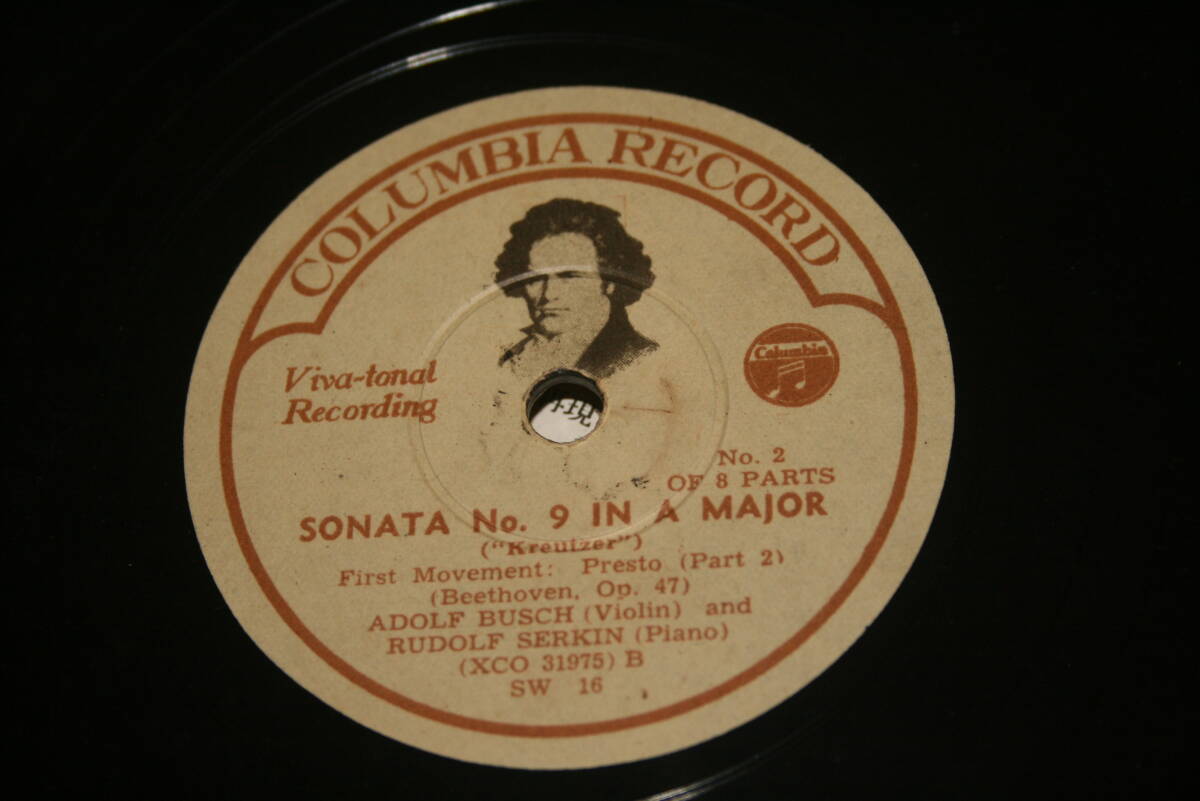 COLUMBIA RECORD
Columbia
Viva-tonal
Recording
No. 2
OF 8 PARTS
SONATA No. 9 IN A MAJOR
("Kreutzer")
First Movement: Presto (Part 2)
(Beethoven, Op. 47)
ADOLF BUSCH (Violin) and
RUDOLF SERKIN (Piano)
(XCO 31975) B
SW 16